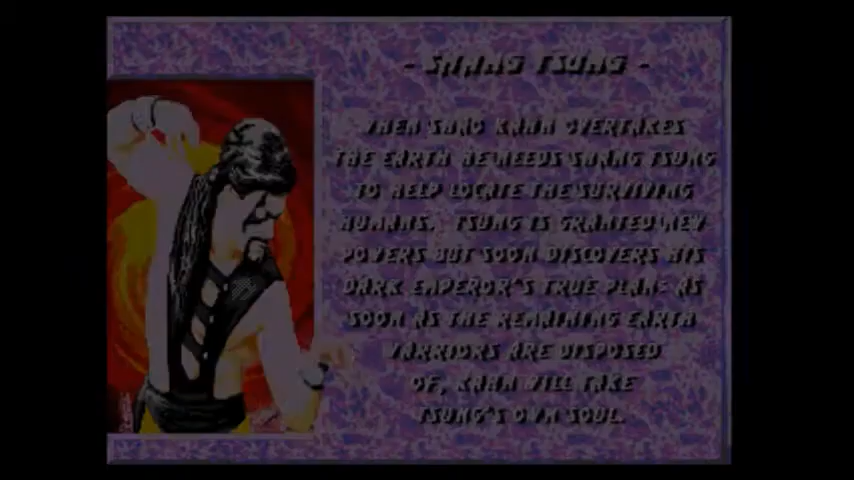 - SHANG TSUNG -
WHEN SHAO KAHN OVERTAKES
THE EARTH HE NEEDS SHANG TSUNG
TO HELP LOCATE THE SURVIVING
HUMANS. TSUNG IS GRANTED NEW
POWERS BUT SOON DISCOVERS HIS
DARK EMPEROR'S TRUE PLAN: AS
SOON AS THE REMAINING EARTH
WARRIORS ARE DISPOSED
OF, KAHN WILL TAKE
TSUNG'S OWN SOUL.